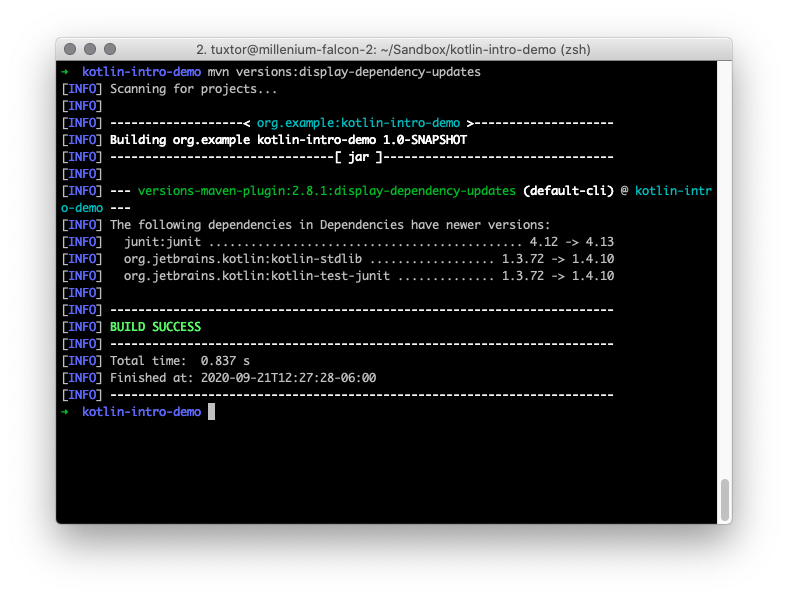 2. tuxtor@millenium-falcon-2: ~/Sandbox/kotlin-intro-demo (zsh)
➜  kotlin-intro-demo mvn versions:display-dependency-updates
[INFO] Scanning for projects...
[INFO]
[INFO] -------------------< org.example:kotlin-intro-demo >--------------------
[INFO] Building org.example kotlin-intro-demo 1.0-SNAPSHOT
[INFO] --------------------------------[ jar ]---------------------------------
[INFO]
[INFO] --- versions-maven-plugin:2.8.1:display-dependency-updates (default-cli) @ kotlin-intr
o-demo ---
[INFO] The following dependencies in Dependencies have newer versions:
[INFO]   junit:junit ............................................. 4.12 -> 4.13
[INFO]   org.jetbrains.kotlin:kotlin-stdlib .................. 1.3.72 -> 1.4.10
[INFO]   org.jetbrains.kotlin:kotlin-test-junit .............. 1.3.72 -> 1.4.10
[INFO]
[INFO] ------------------------------------------------------------------------
[INFO] BUILD SUCCESS
[INFO] ------------------------------------------------------------------------
[INFO] Total time:  0.837 s
[INFO] Finished at: 2020-09-21T12:27:28-06:00
[INFO] ------------------------------------------------------------------------
➜  kotlin-intro-demo